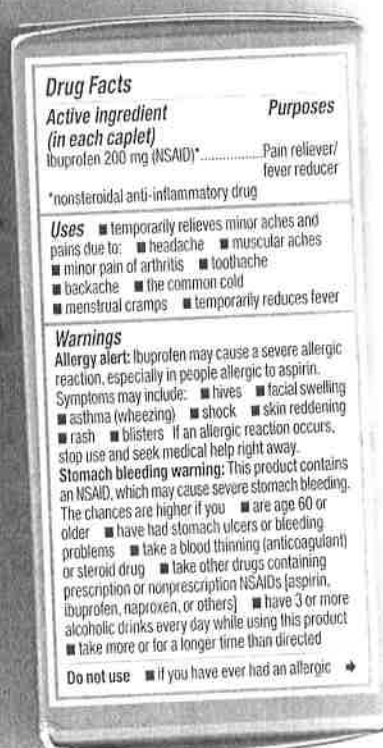 Drug Facts
Active ingredient Purposes
(in each caplet)
Ibuprofen 200 mg (NSAID)*.................Pain reliever/
fever reducer
*nonsteroidal anti-inflammatory drug
Uses ■ temporarily relieves minor aches and
pains due to: ■ headache ■ muscular aches
■ minor pain of arthritis ■ toothache
■ backache ■ the common cold
■ menstrual cramps ■ temporarily reduces fever
Warnings
Allergy alert: Ibuprofen may cause a severe allergic
reaction, especially in people allergic to aspirin.
Symptoms may include: ■ hives ■ facial swelling
■ asthma (wheezing) ■ shock ■ skin reddening
■ rash ■ blisters If an allergic reaction occurs,
stop use and seek medical help right away.
Stomach bleeding warning: This product contains
an NSAID, which may cause severe stomach bleeding.
The chances are higher if you ■ are age 60 or
older ■ have had stomach ulcers or bleeding
problems ■ take a blood thinning (anticoagulant)
or steroid drug ■ take other drugs containing
prescription or nonprescription NSAIDs [aspirin,
ibuprofen, naproxen, or others] ■ have 3 or more
alcoholic drinks every day while using this product
■ take more or for a longer time than directed
Do not use ■ if you have ever had an allergic ➔